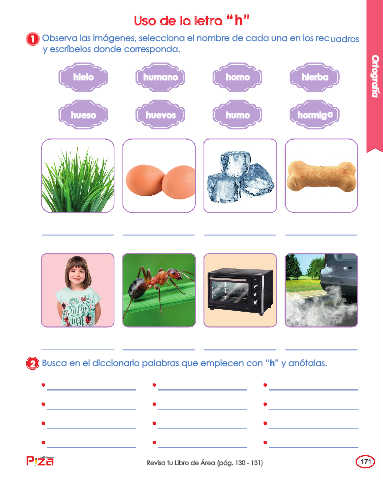 Uso de la letra "h"
1 Observa las imágenes, selecciona el nombre de cada una en los recuadros
y escríbelos donde corresponda.
Ortografía
hielo humano horno hierba
hueso huevos humo hormiga
2 Busca en el diccionario palabras que empiecen con "h" y anótalas.
Pιzα
Revisa tu Libro de Área (pág. 130 - 131)
171